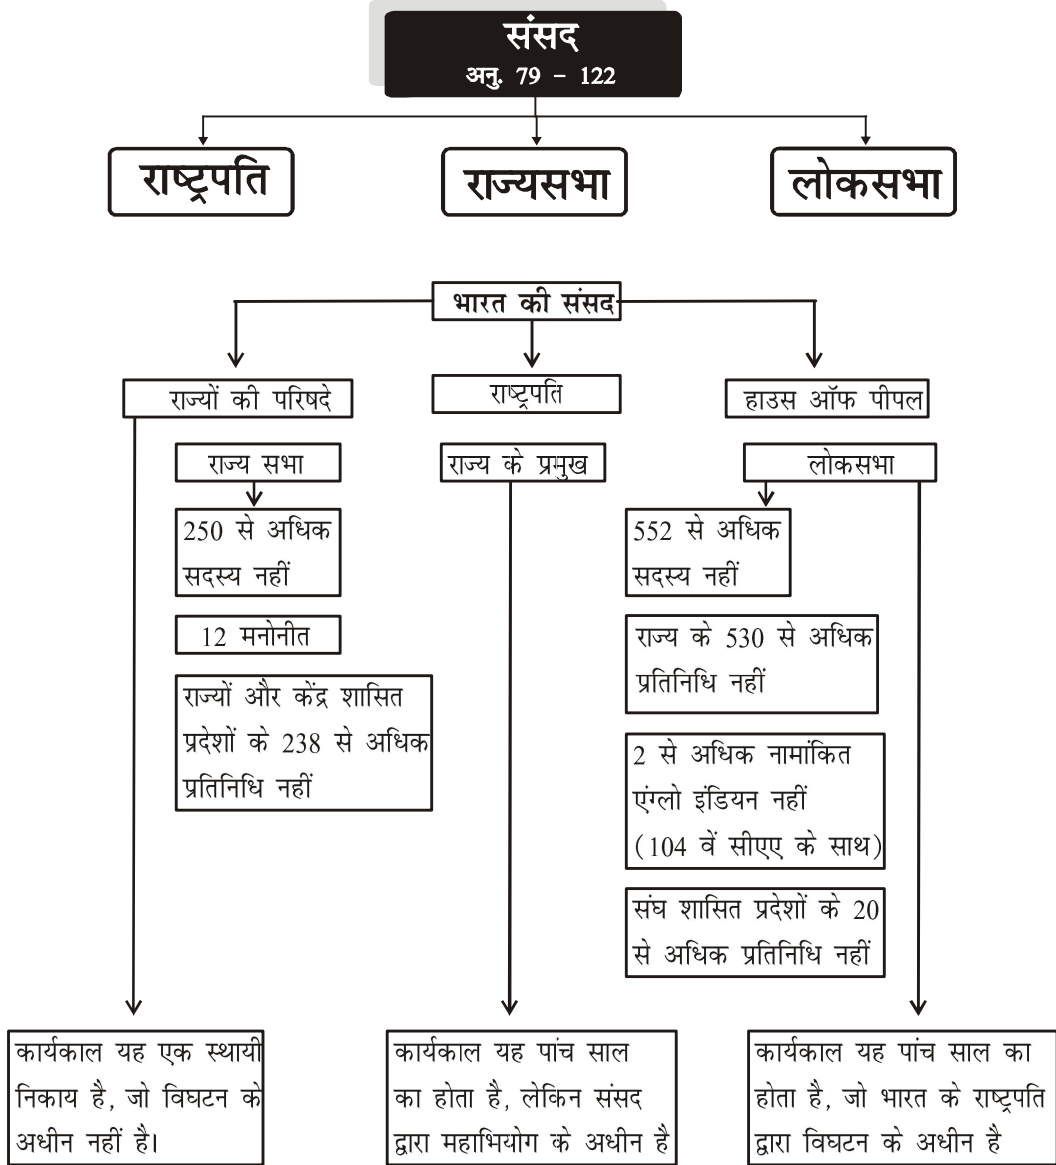 संसद
अनु. 79 - 122
राष्ट्रपति
राज्यसभा
लोकसभा
भारत की संसद
राज्यों की परिषदे
राष्ट्रपति
हाउस ऑफ पीपल
राज्य सभा
राज्य के प्रमुख
लोकसभा
250 से अधिक
सदस्य नहीं
12 मनोनीत
राज्यों और केंद्र शासित
प्रदेशों के 238 से अधिक
प्रतिनिधि नहीं
552 से अधिक
सदस्य नहीं
राज्य के 530 से अधिक
प्रतिनिधि नहीं
2 से अधिक नामांकित
एंग्लो इंडियन नहीं
(104 वें सीएए के साथ)
संघ शासित प्रदेशों के 20
से अधिक प्रतिनिधि नहीं
कार्यकाल यह एक स्थायी
निकाय है, जो विघटन के
अधीन नहीं है।
कार्यकाल यह पांच साल
का होता है, लेकिन संसद
द्वारा महाभियोग के अधीन है
कार्यकाल यह पांच साल का
होता है, जो भारत के राष्ट्रपति
द्वारा विघटन के अधीन है